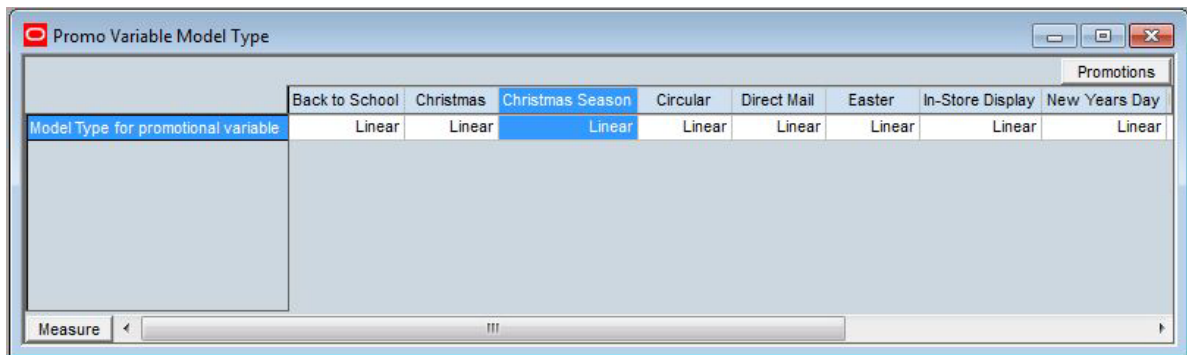 Promo Variable Model Type
Promotions
Back to School Christmas Christmas Season Circular Direct Mail Easter In-Store Display New Years Day
Model Type for promotional variable Linear Linear Linear Linear Linear Linear Linear Linear
Measure